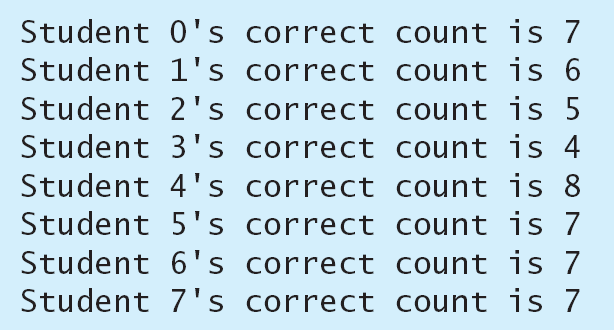 Student 0's correct count is 7
Student 1's correct count is 6
Student 2's correct count is 5
Student 3's correct count is 4
Student 4's correct count is 8
Student 5's correct count is 7
Student 6's correct count is 7
Student 7's correct count is 7